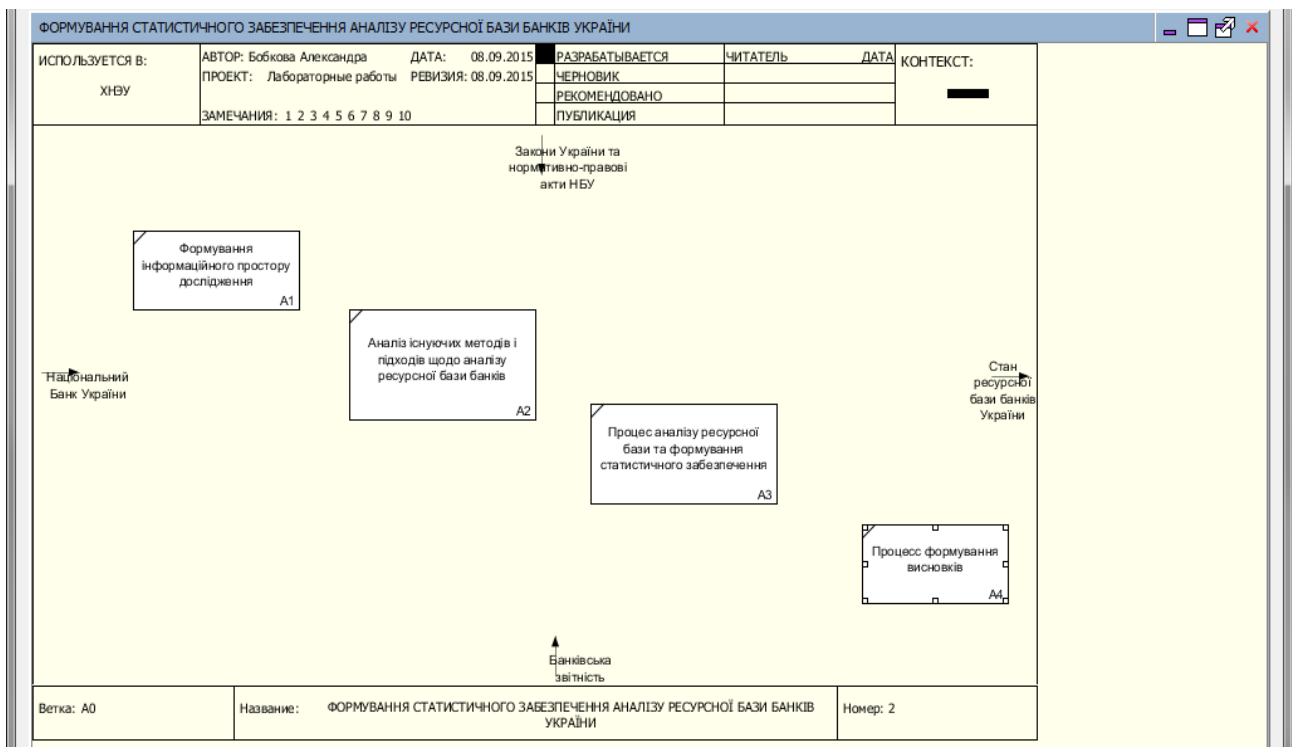 ФОРМУВАННЯ СТАТИСТИЧНОГО ЗАБЕЗПЕЧЕННЯ АНАЛІЗУ РЕСУРСНОЇ БАЗИ БАНКІВ УКРАЇНИ
ИСПОЛЬЗУЕТСЯ В:
ХНЭУ
АВТОР: Бобкова Александра ДАТА: 08.09.2015
ПРОЕКТ: Лабораторные работы РЕВИЗИЯ: 08.09.2015
ЗАМЕЧАНИЯ: 1 2 3 4 5 6 7 8 9 10
РАЗРАБАТЫВАЕТСЯ
ЧЕРНОВИК
РЕКОМЕНДОВАНО
ПУБЛИКАЦИЯ
ЧИТАТЕЛЬ ДАТА
КОНТЕКСТ:
Закони України та
нормативно-правові
акти НБУ
Формування
інформаційного простору
дослідження
A1
Аналіз існуючих методів і
підходів щодо аналізу
ресурсної бази банків
A2
Національний
Банк України
Стан
ресурсної
бази банків
України
Процес аналізу ресурсної
бази та формування
статистичного забезпечення
A3
Процесс формування
висновків
A4
Банківська
звітність
Ветка: A0
Название:
ФОРМУВАННЯ СТАТИСТИЧНОГО ЗАБЕЗПЕЧЕННЯ АНАЛІЗУ РЕСУРСНОЇ БАЗИ БАНКІВ
УКРАЇНИ
Номер: 2